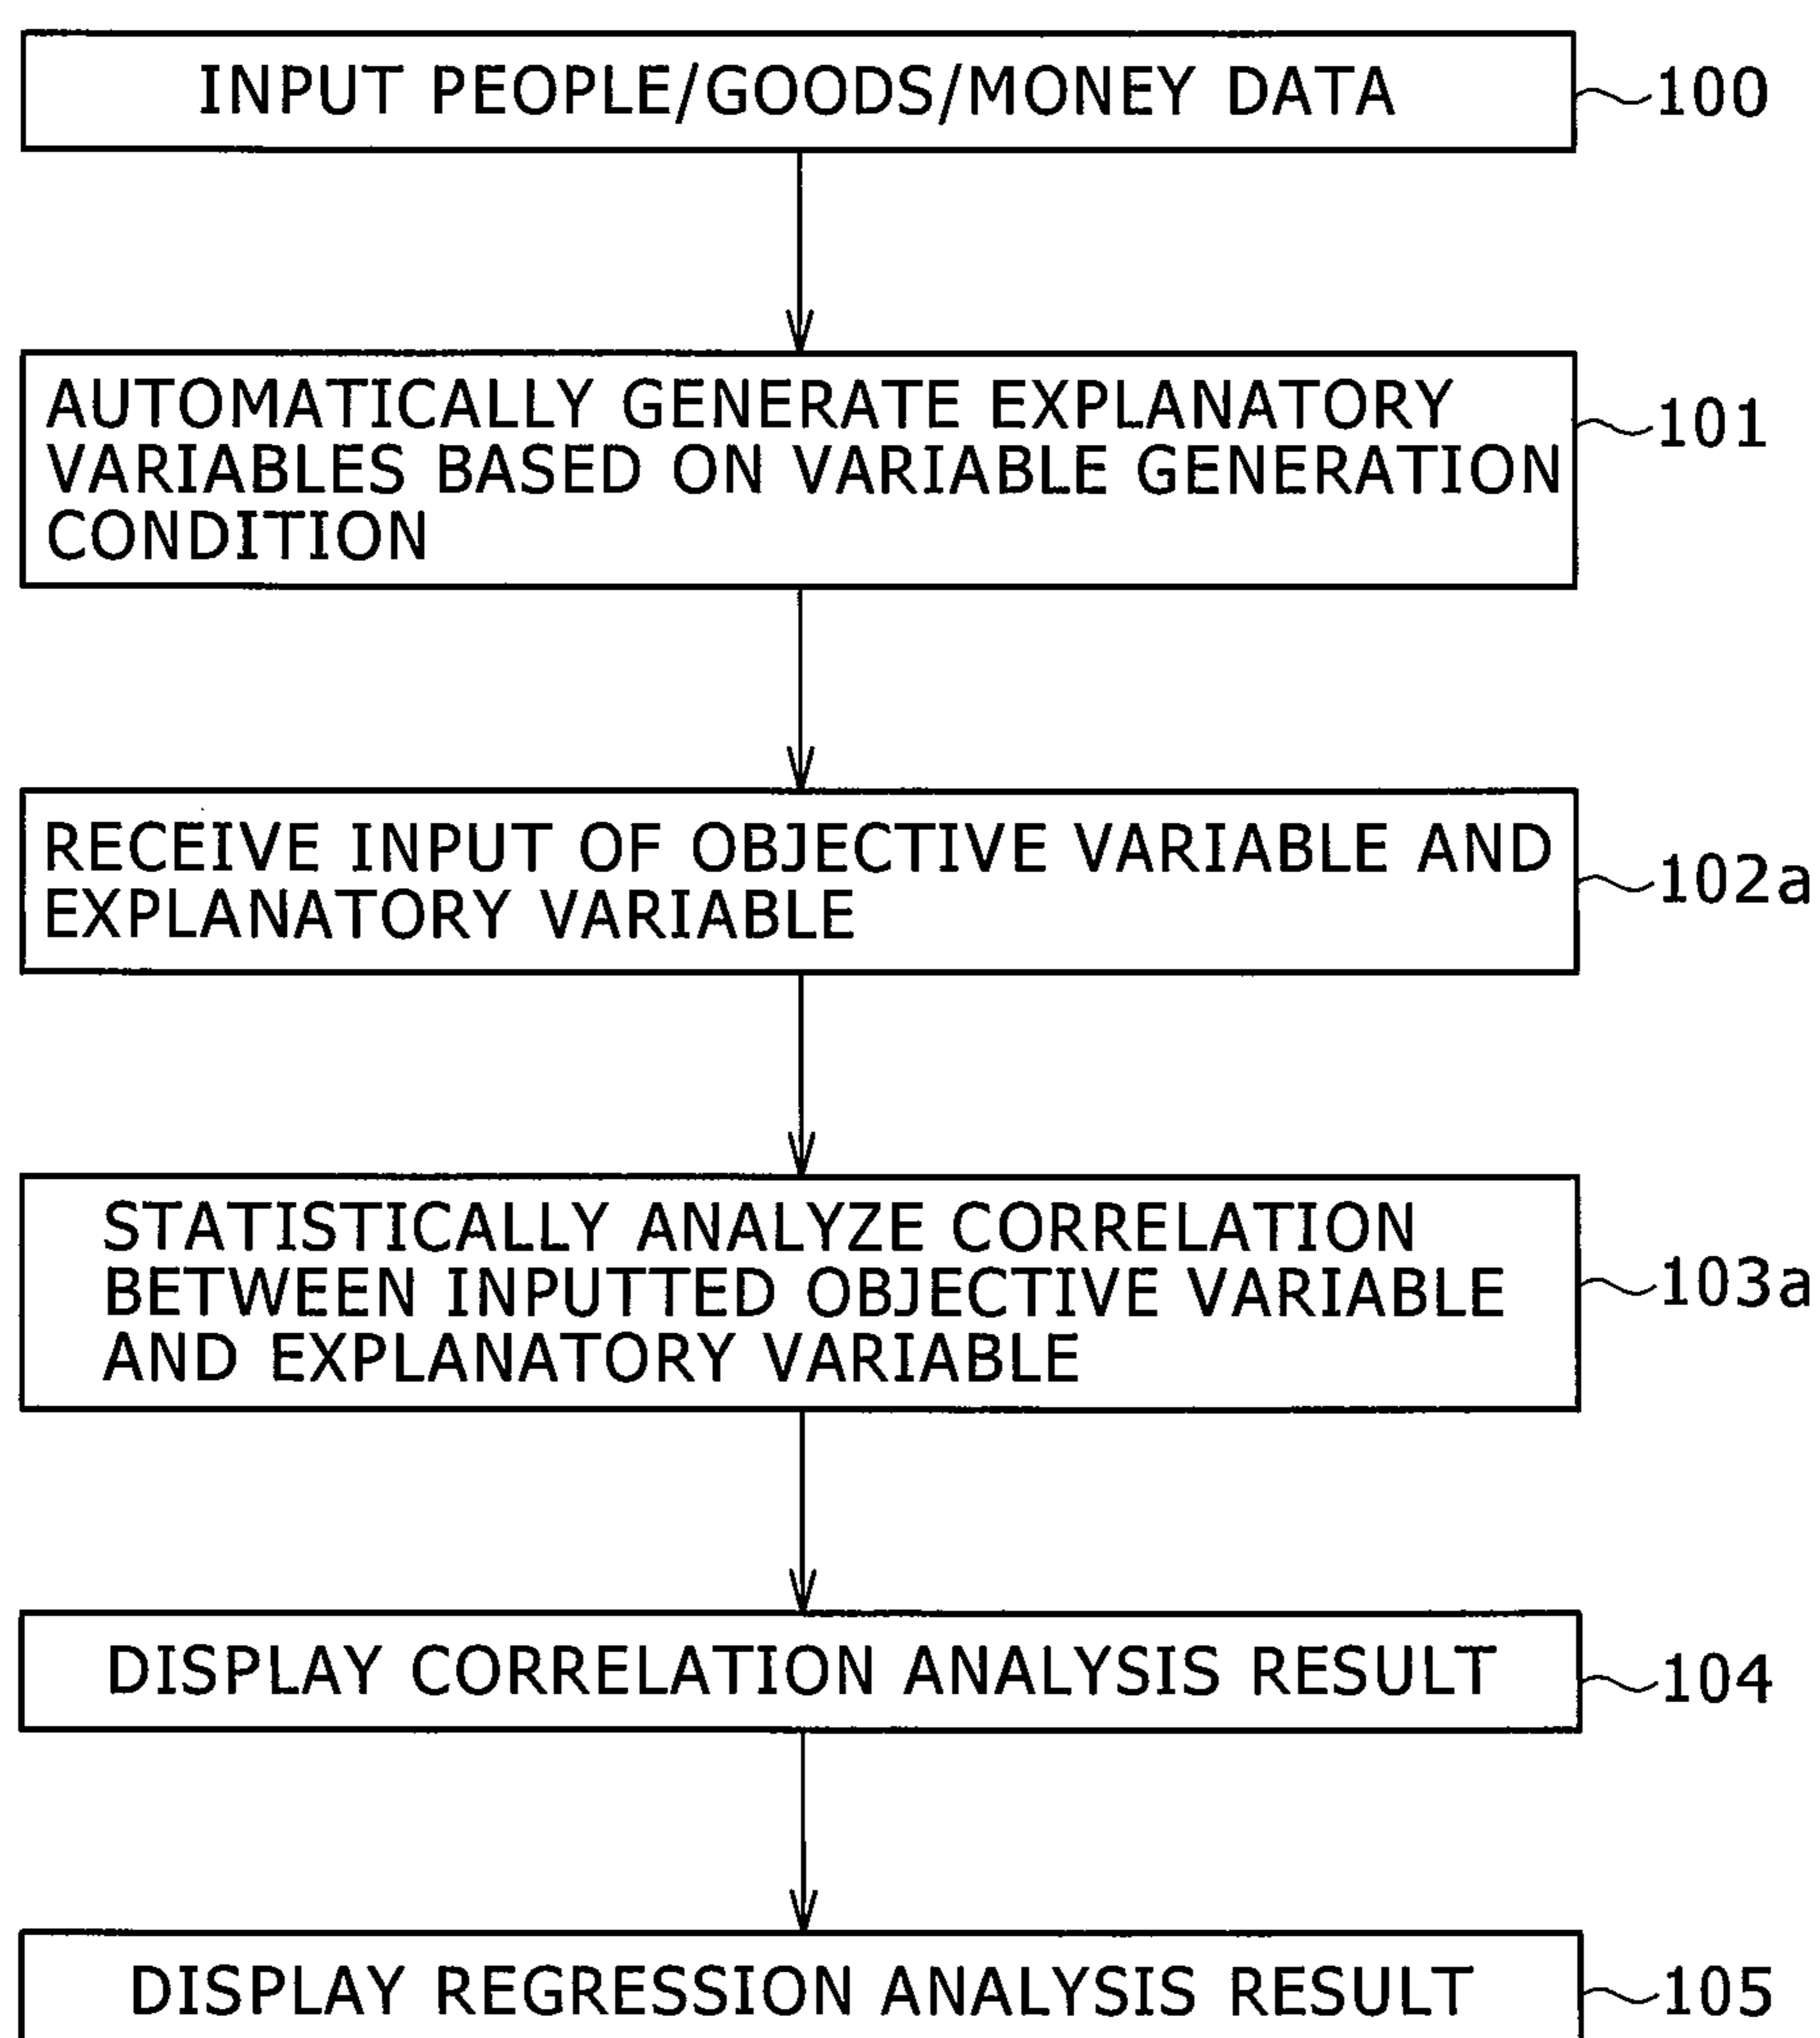 INPUT PEOPLE/GOODS/MONEY DATA
100
AUTOMATICALLY GENERATE EXPLANATORY
VARIABLES BASED ON VARIABLE GENERATION
CONDITION
101
RECEIVE INPUT OF OBJECTIVE VARIABLE AND
EXPLANATORY VARIABLE
102a
STATISTICALLY ANALYZE CORRELATION
BETWEEN INPUTTED OBJECTIVE VARIABLE
AND EXPLANATORY VARIABLE
103a
DISPLAY CORRELATION ANALYSIS RESULT
104
DISPLAY REGRESSION ANALYSIS RESULT
105